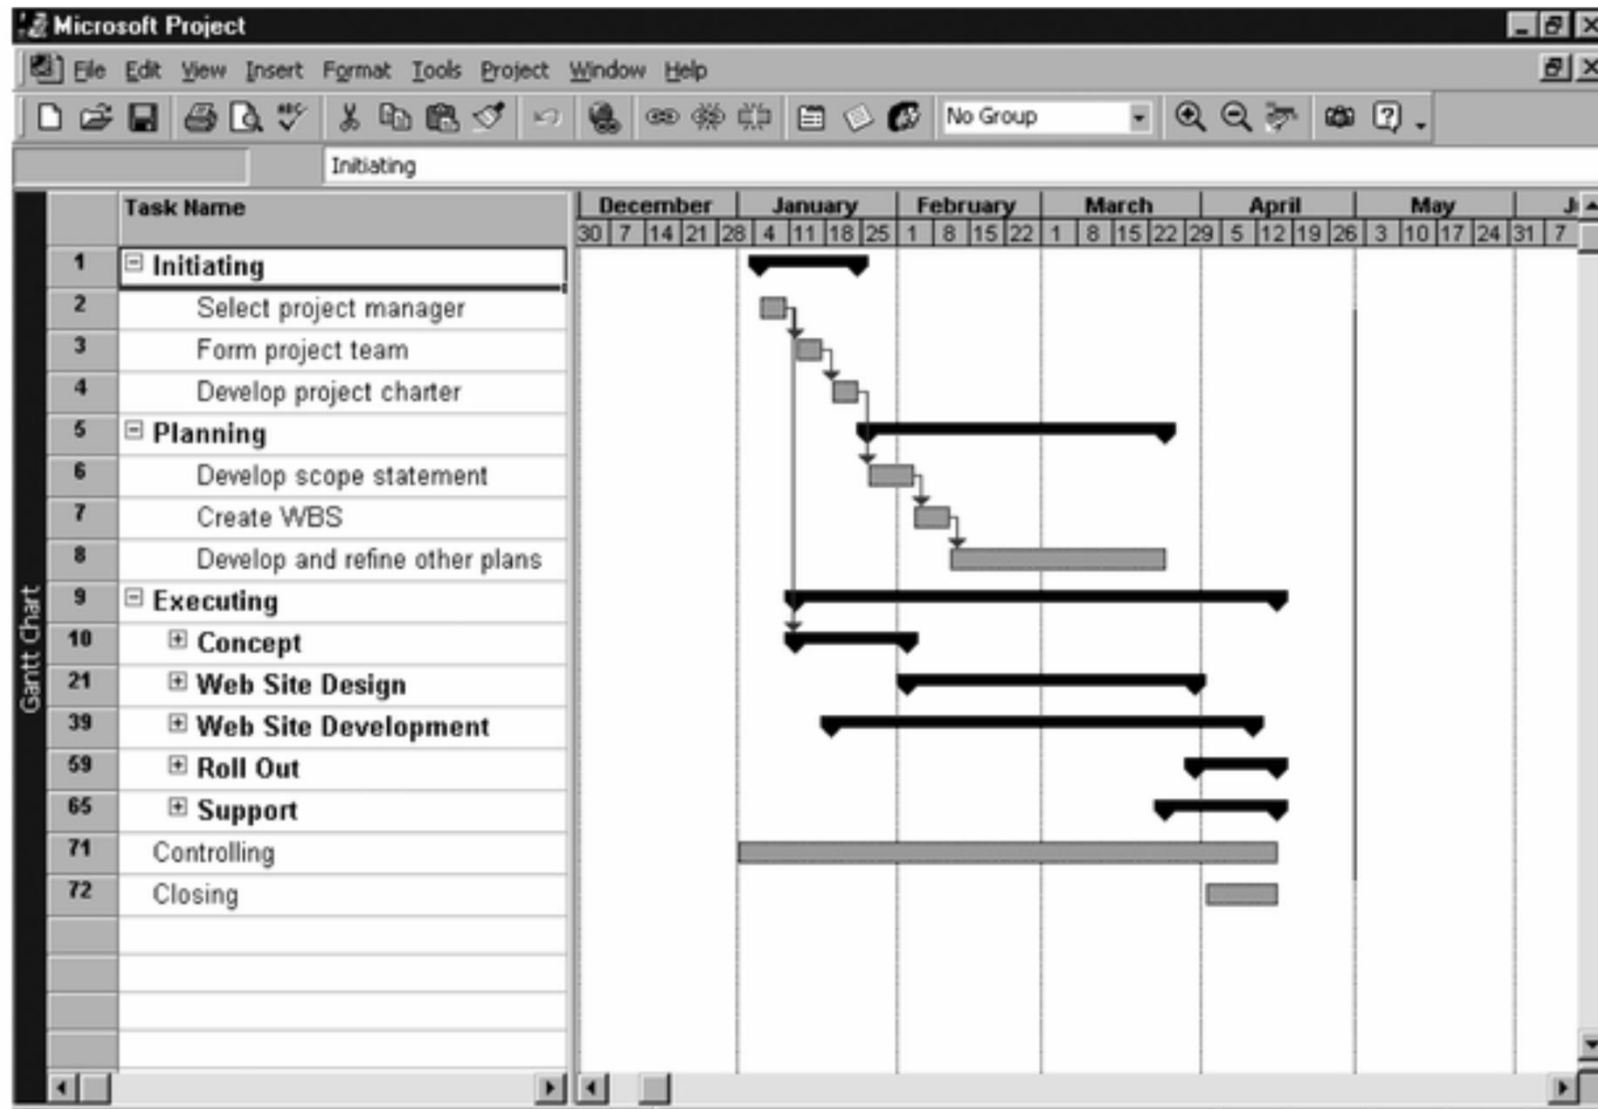 Microsoft Project
File Edit View Insert Format Tools Project Window Help
ABC No Group ?
Initiating
Task Name December January February March April May
30 7 14 21 28 4 11 18 25 1 8 15 22 1 8 15 22 29 5 12 19 26 3 10 17 24 31 7
1 Initiating
2 Select project manager
3 Form project team
4 Develop project charter
5 Planning
6 Develop scope statement
7 Create WBS
8 Develop and refine other plans
9 Executing
10 Concept
21 Web Site Design
39 Web Site Development
59 Roll Out
65 Support
71 Controlling
72 Closing
Gantt Chart